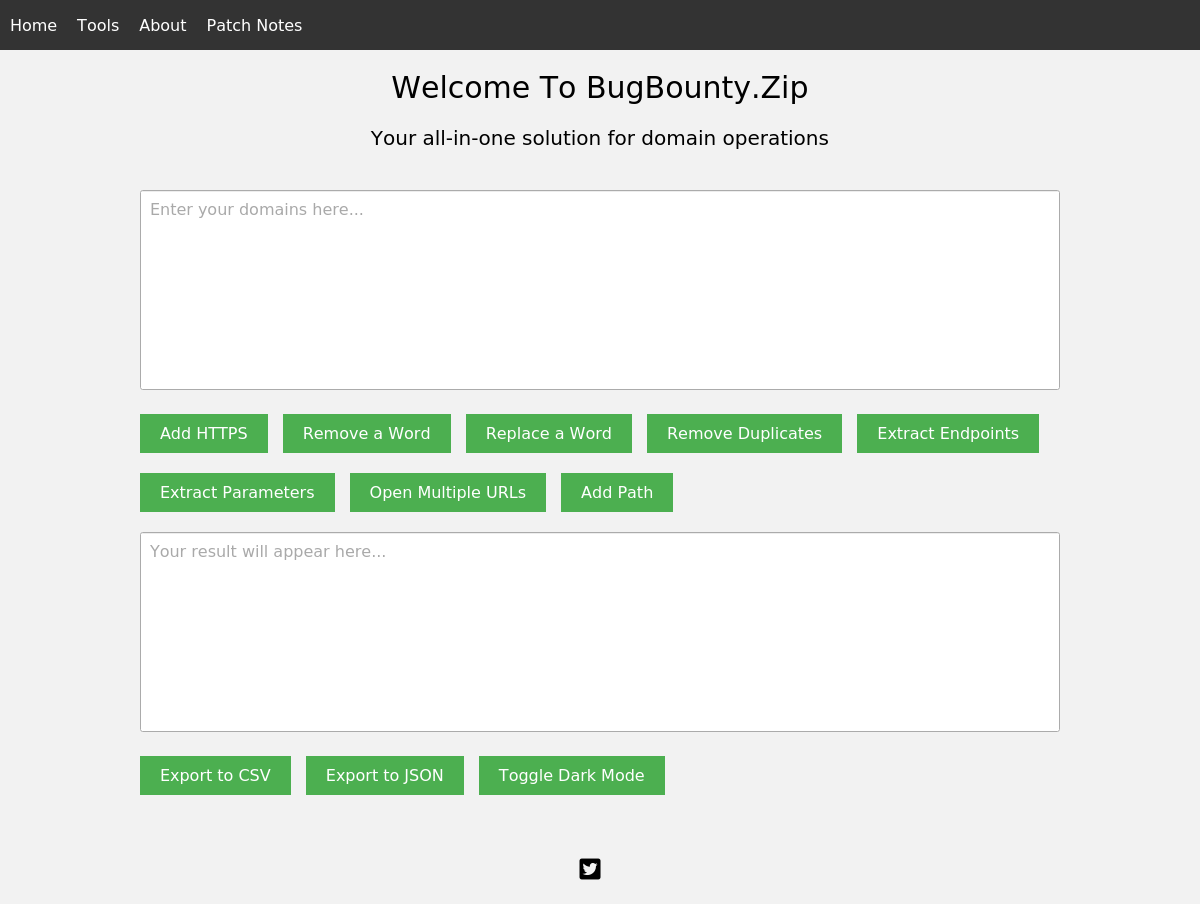 Home Tools About Patch Notes
Welcome To BugBounty.Zip
Your all-in-one solution for domain operations
Enter your domains here...
Add HTTPS Remove a Word Replace a Word Remove Duplicates Extract Endpoints
Extract Parameters Open Multiple URLs Add Path
Your result will appear here...
Export to CSV Export to JSON Toggle Dark Mode